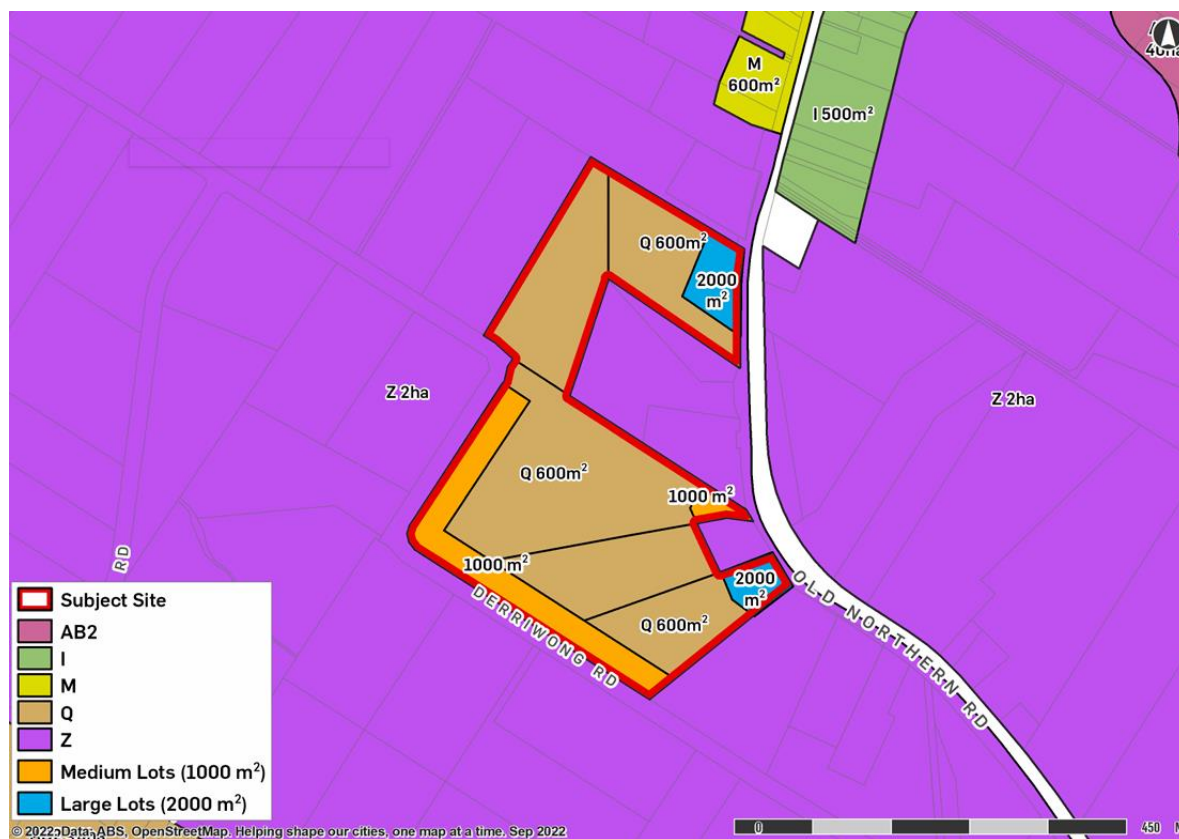 40ha
M
600m²
I 500m²
Q 600m²
2000
m²
Z 2ha
Z 2ha
Q 600m²
1000 m²
1000 m²
2000
m²
Q 600m²
RD
DERRIWONG RD
OLD NORTHERN RD
Subject Site
AB2
I
M
Q
Z
Medium Lots (1000 m²)
Large Lots (2000 m²)
© 2022. Data: ABS, OpenStreetMap. Helping shape our cities, one map at a time. Sep 2022
0
450